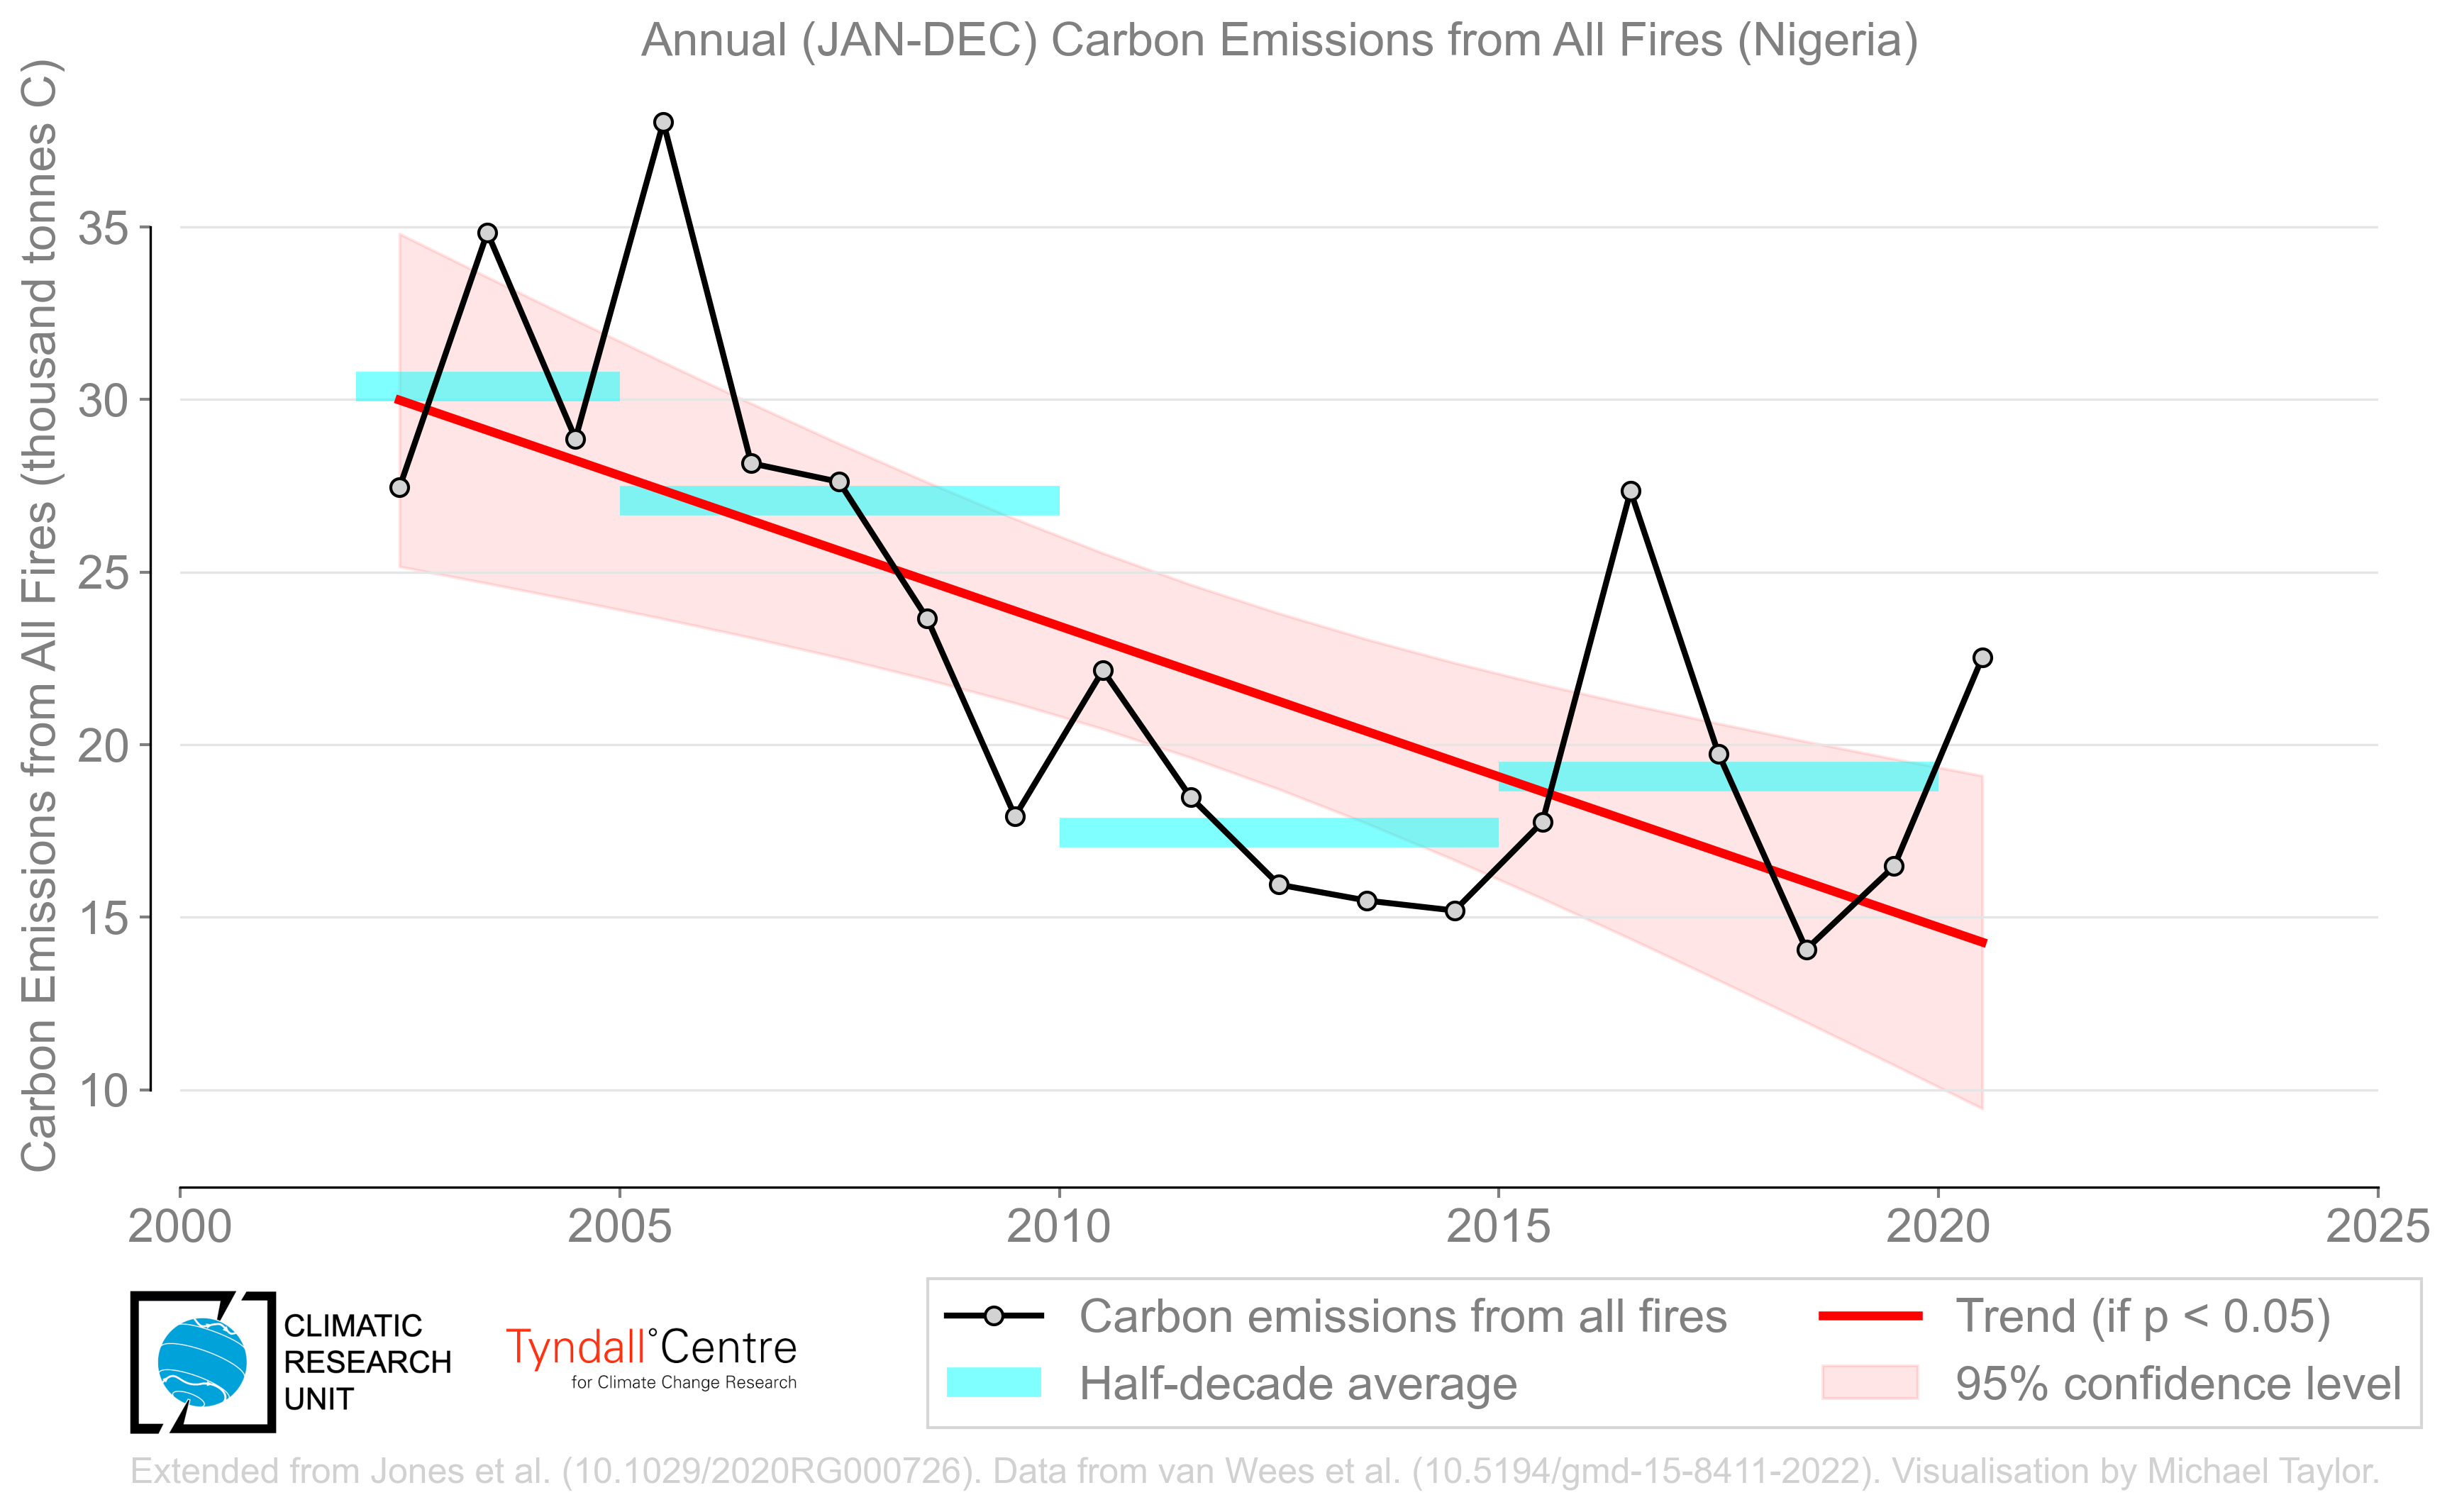 Annual (JAN-DEC) Carbon Emissions from All Fires (Nigeria)
Carbon Emissions from All Fires (thousand tonnes C)
35
30
25
20
15
10
2000 2005 2010 2015 2020 2025
CLIMATIC
RESEARCH
UNIT
Tyndall°Centre
for Climate Change Research
Carbon emissions from all fires
Half-decade average
Trend (if p < 0.05)
95% confidence level
Extended from Jones et al. (10.1029/2020RG000726). Data from van Wees et al. (10.5194/gmd-15-8411-2022). Visualisation by Michael Taylor.